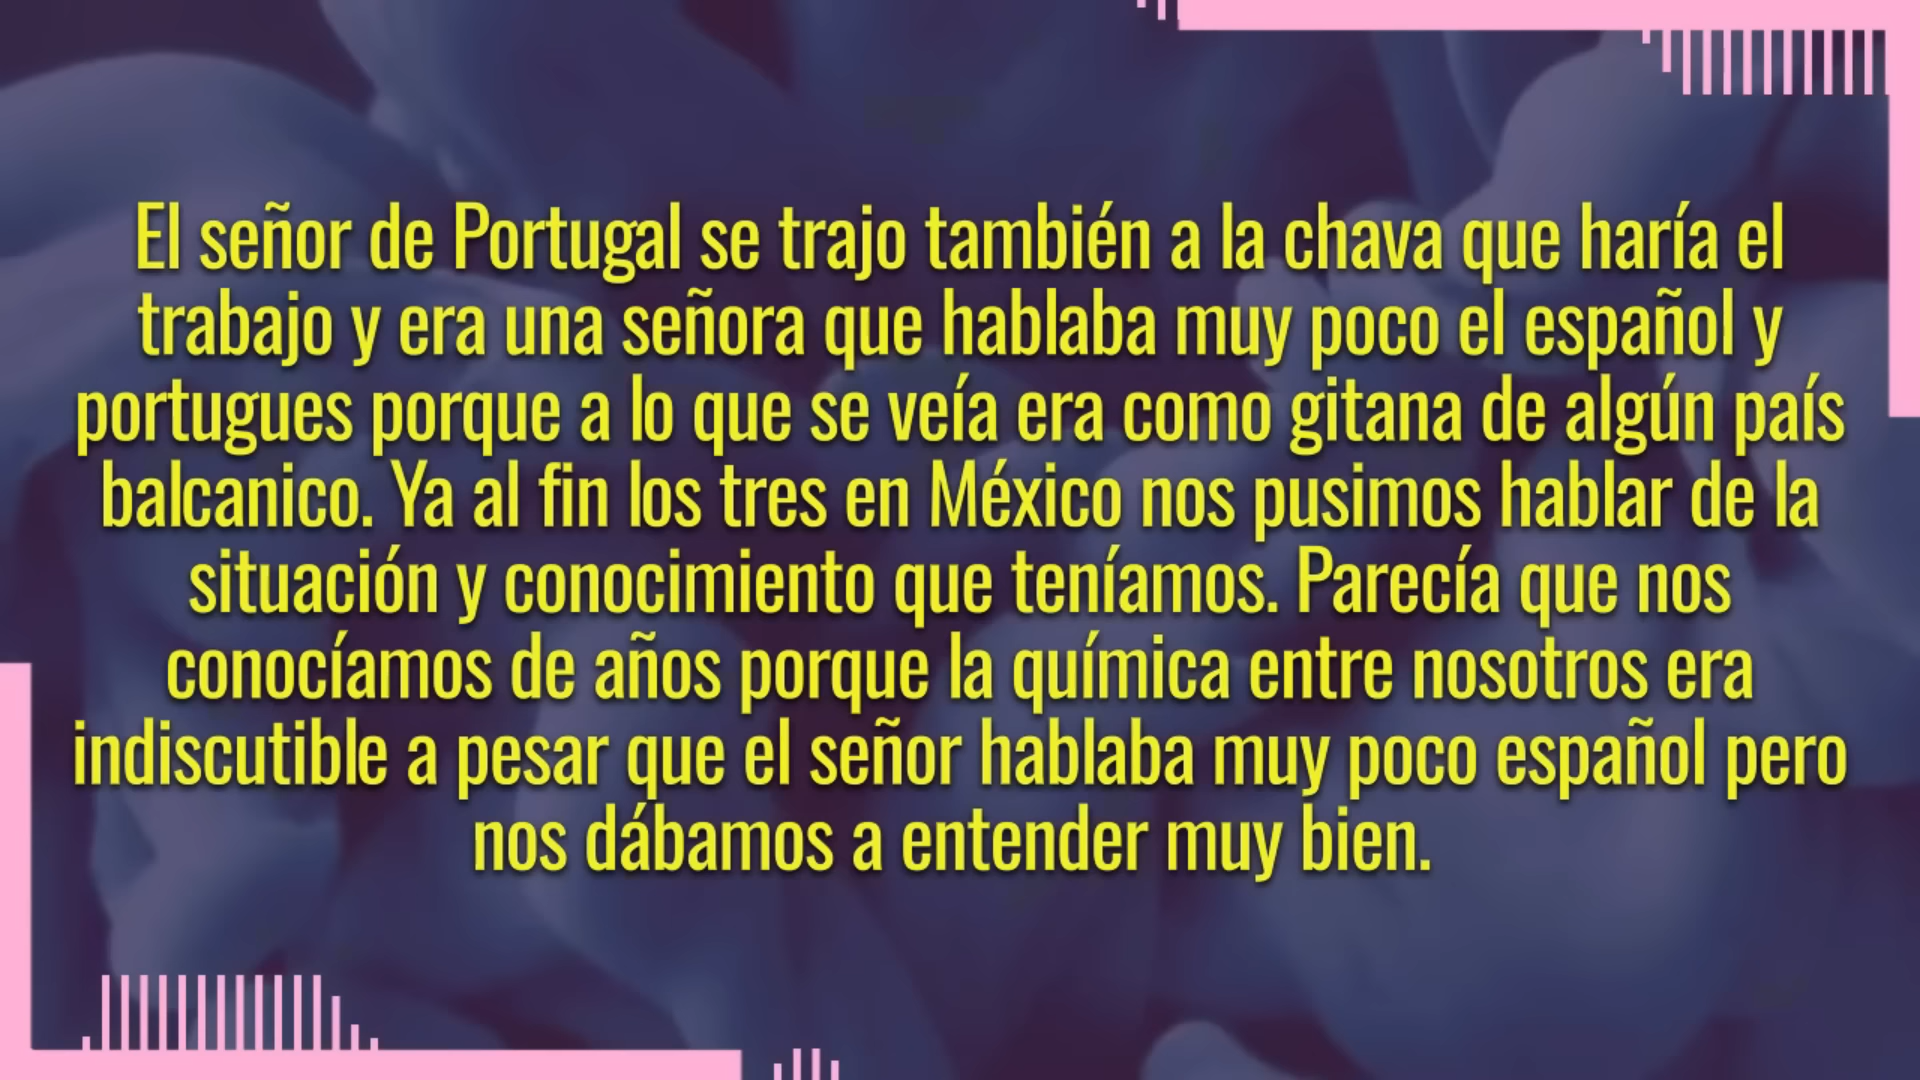 El señor de Portugal se trajo también a la chava que haría el
trabajo y era una señora que hablaba muy poco el español y
portugues porque a lo que se veía era como gitana de algún país
balcanico. Ya al fin los tres en México nos pusimos hablar de la
situación y conocimiento que teníamos. Parecía que nos
conocíamos de años porque la química entre nosotros era
indiscutible a pesar que el señor hablaba muy poco español pero
nos dábamos a entender muy bien.